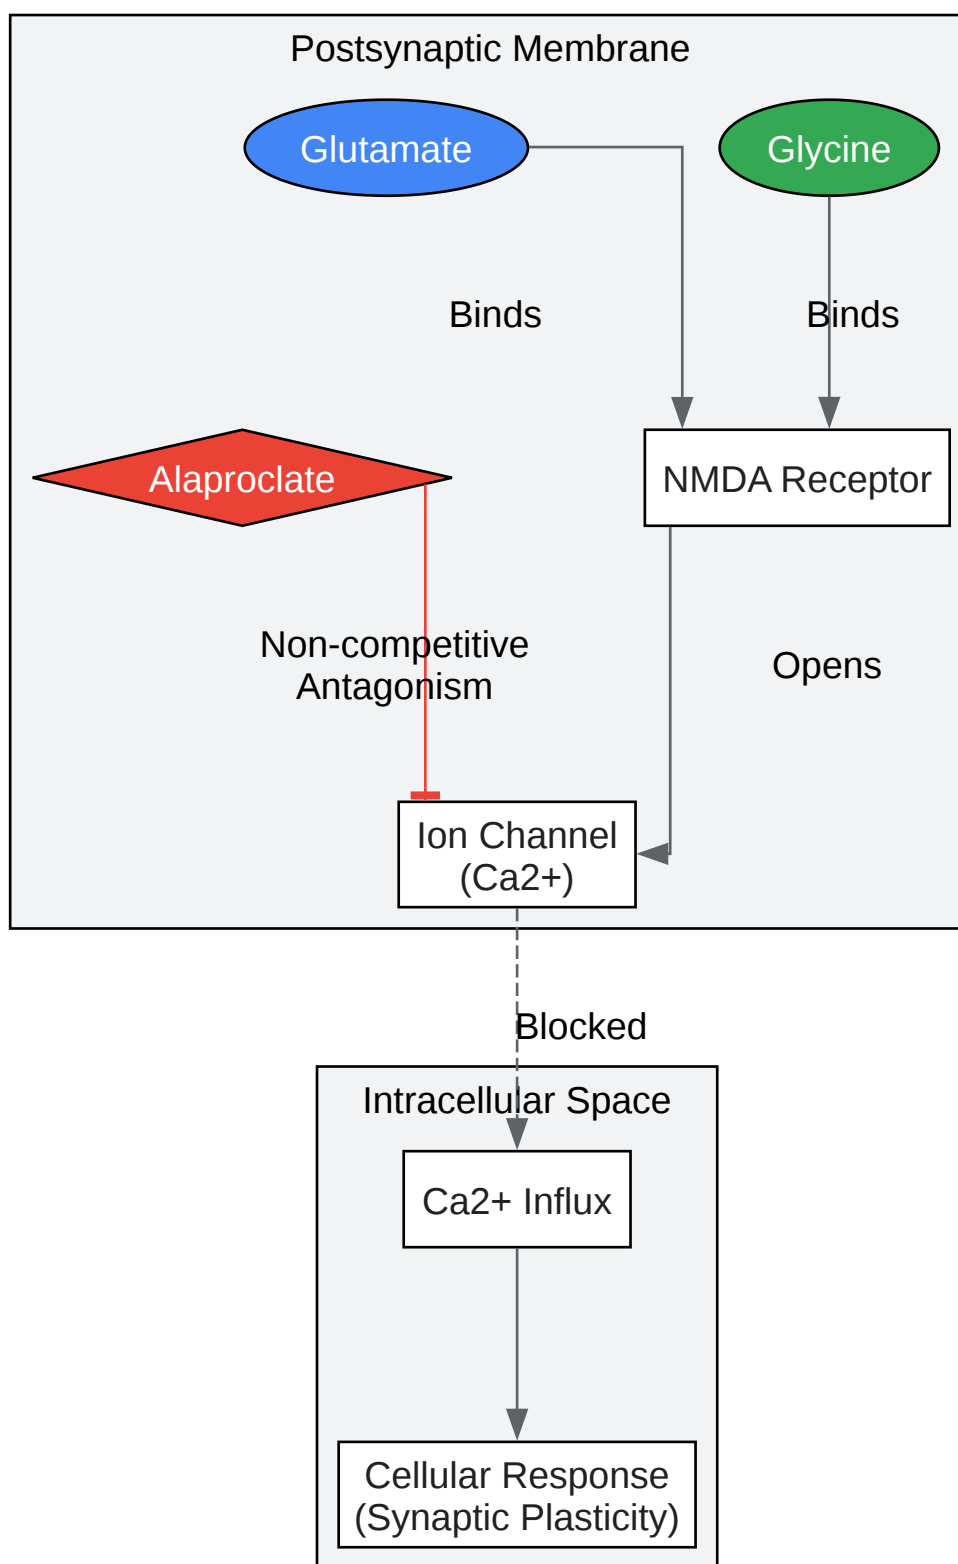 Postsynaptic Membrane
Glutamate
Glycine
Binds
Binds
Alaproclate
NMDA Receptor
Non-competitive
Antagonism
Opens
Ion Channel
(Ca2+)
Blocked
Intracellular Space
Ca2+ Influx
Cellular Response
(Synaptic Plasticity)